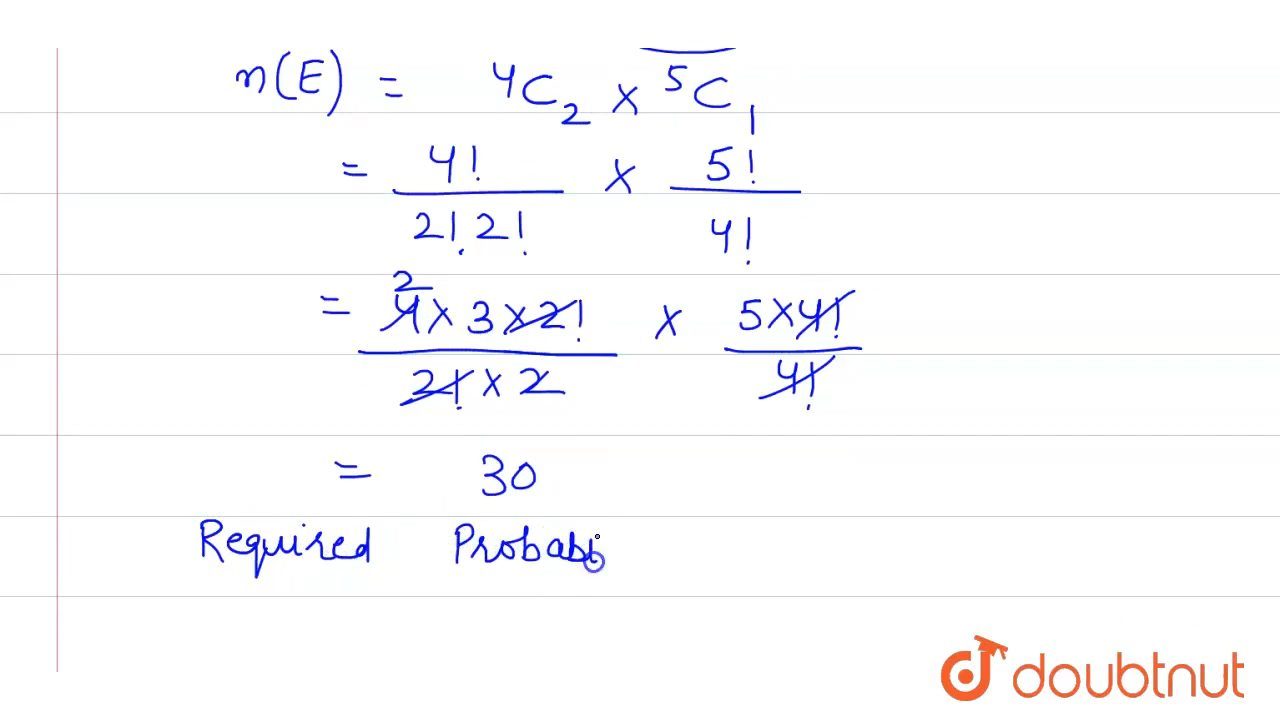 n(E) = ⁴C₂ × ⁵C₁
= 4! / 2! 2! × 5! / 4!
= 4 2 × 3 × 2! / 2! × 2 × 5 × 4! / 4!
= 30
Required Probabi
doubtnut